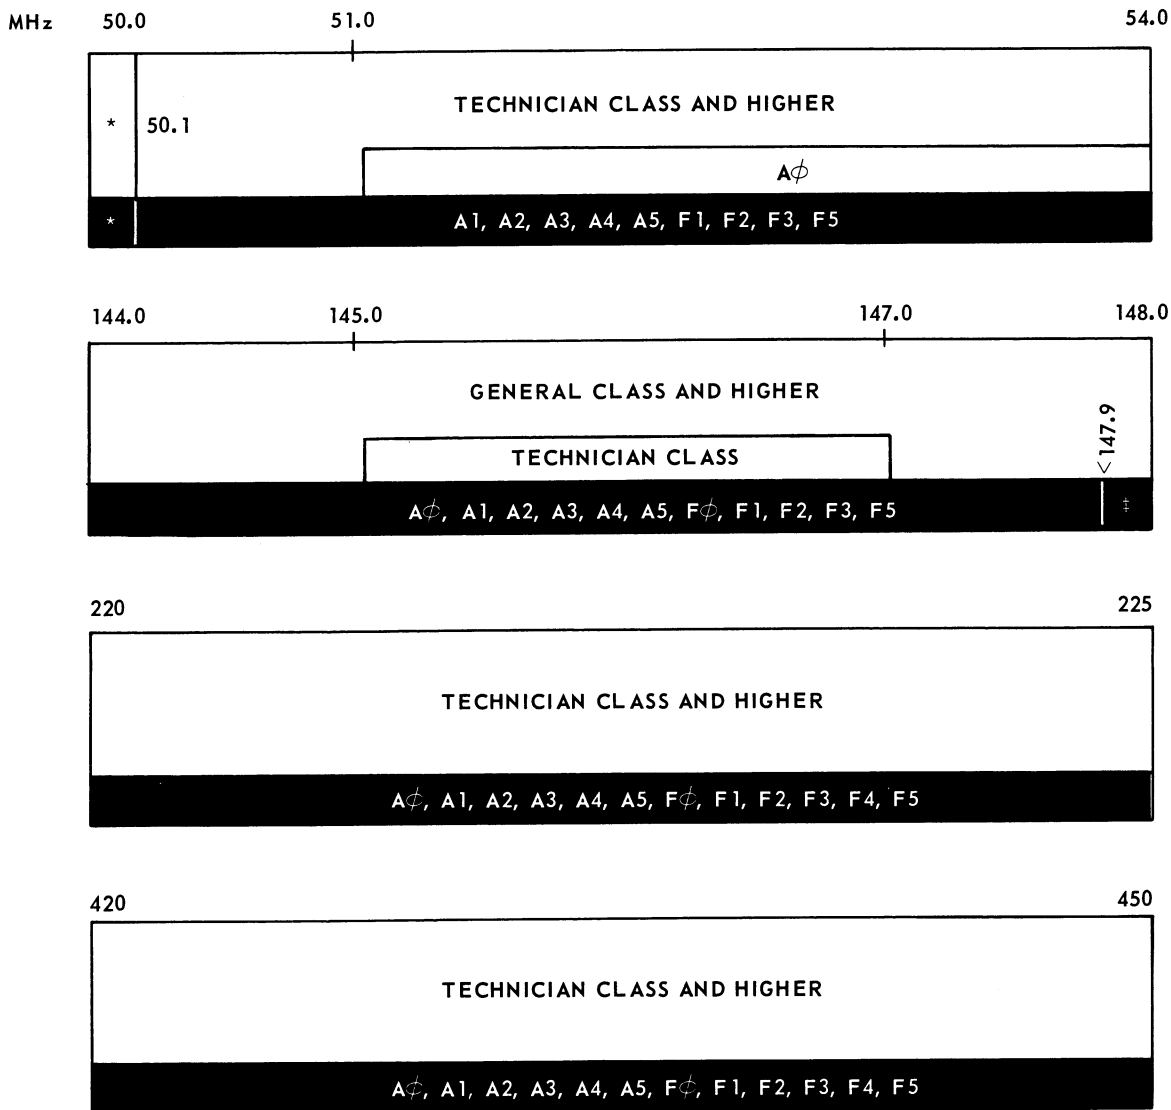 MHz 50.0 51.0 54.0
TECHNICIAN CLASS AND HIGHER
* 50.1
Aϕ
* A1, A2, A3, A4, A5, F1, F2, F3, F5
144.0 145.0 147.0 148.0
GENERAL CLASS AND HIGHER
<147.9
TECHNICIAN CLASS
Aϕ, A1, A2, A3, A4, A5, Fϕ, F1, F2, F3, F5 ‡
220 225
TECHNICIAN CLASS AND HIGHER
Aϕ, A1, A2, A3, A4, A5, Fϕ, F1, F2, F3, F4, F5
420 450
TECHNICIAN CLASS AND HIGHER
Aϕ, A1, A2, A3, A4, A5, Fϕ, F1, F2, F3, F4, F5